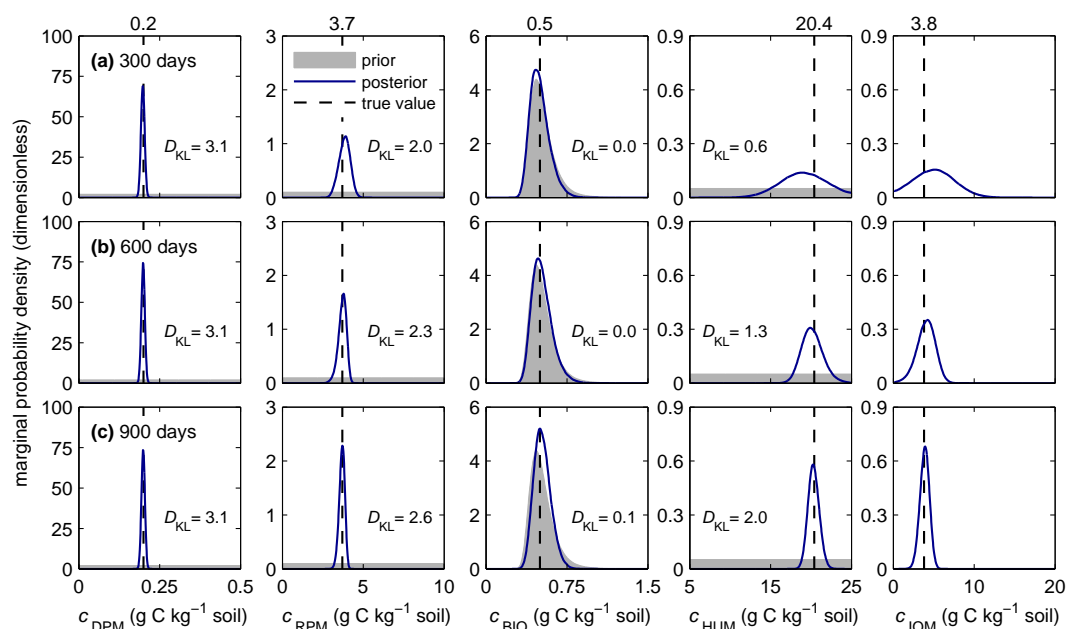 0.2 3.7 0.5 20.4 3.8
marginal probability density (dimensionless)
100 3 6 0.9 0.9
(a) 300 days
prior
posterior
true value
75 2 4 0.6 0.6
50
D_KL = 3.1 D_KL = 2.0 D_KL = 0.0 D_KL = 0.6
25 1 2 0.3 0.3
0 0 0 0 0
100 3 6 0.9 0.9
(b) 600 days
75 2 4 0.6 0.6
50
D_KL = 3.1 D_KL = 2.3 D_KL = 0.0 D_KL = 1.3
25 1 2 0.3 0.3
0 0 0 0 0
100 3 6 0.9 0.9
(c) 900 days
75 2 4 0.6 0.6
50
D_KL = 3.1 D_KL = 2.6 D_KL = 0.1 D_KL = 2.0
25 1 2 0.3 0.3
0 0 0 0 0
0 0.25 0.5 0 5 10 0 0.75 1.5 5 15 25 0 10 20
c_DPM (g C kg⁻¹ soil) c_RPM (g C kg⁻¹ soil) c_BIO (g C kg⁻¹ soil) c_HUM (g C kg⁻¹ soil) c_IOM (g C kg⁻¹ soil)